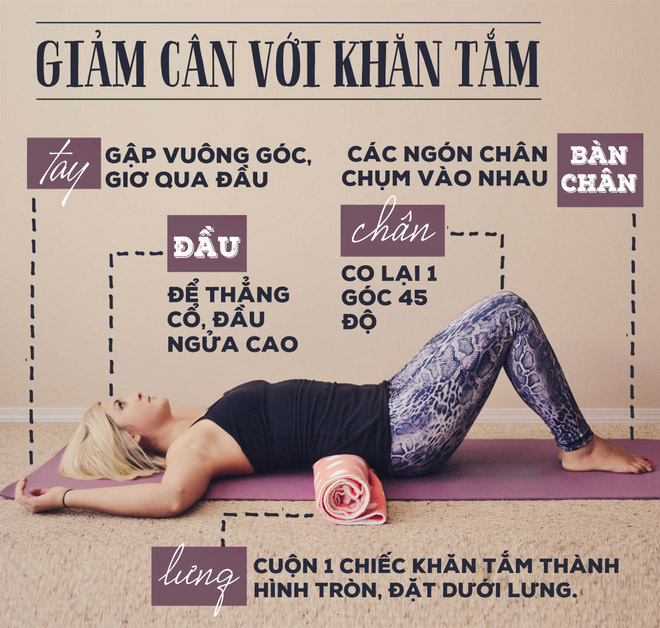 GIẢM CÂN VỚI KHĂN TẮM
tay
GẬP VUÔNG GÓC,
GIƠ QUA ĐẦU
CÁC NGÓN CHÂN
CHỤM VÀO NHAU
BÀN
CHÂN
ĐẦU
ĐỂ THẲNG
CỔ, ĐẦU
NGỬA CAO
chân
CO LẠI 1
GÓC 45
ĐỘ
lưng
CUỘN 1 CHIẾC KHĂN TẮM THÀNH
HÌNH TRÒN, ĐẶT DƯỚI LƯNG.